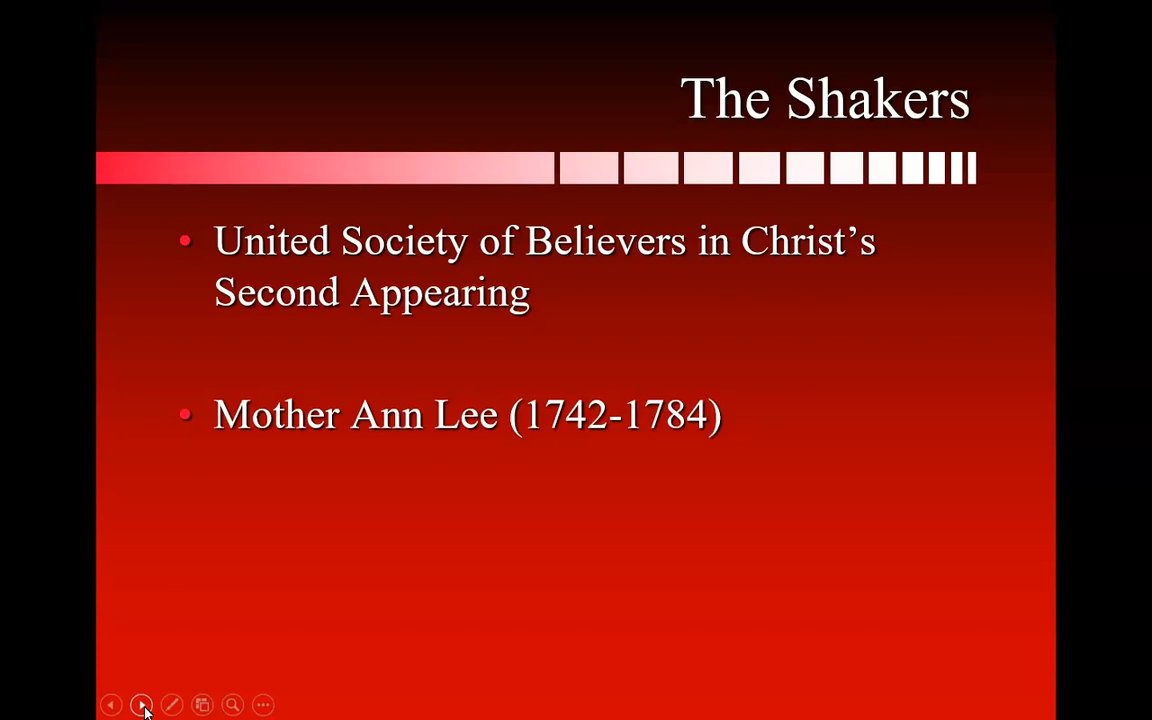 The Shakers
• United Society of Believers in Christ’s
Second Appearing
• Mother Ann Lee (1742-1784)